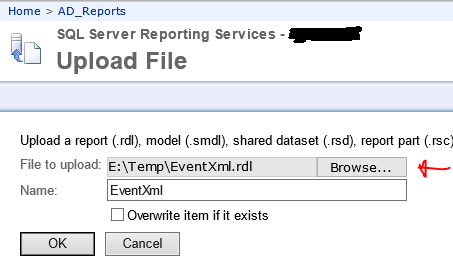 Home > AD_Reports
SQL Server Reporting Services -
Upload File
Upload a report (.rdl), model (.smdl), shared dataset (.rsd), report part (.rsc)
File to upload: E:\Temp\EventXml.rdl Browse...
Name: EventXml
Overwrite item if it exists
OK Cancel